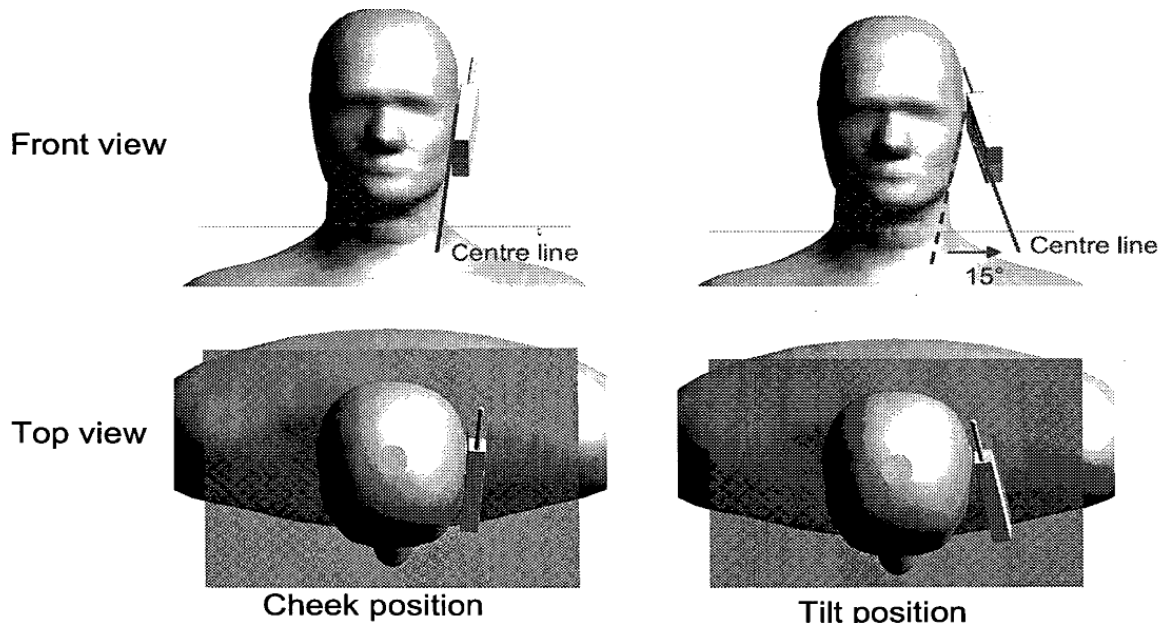 Front view
Centre line
Centre line
15°
Top view
Cheek position
Tilt position